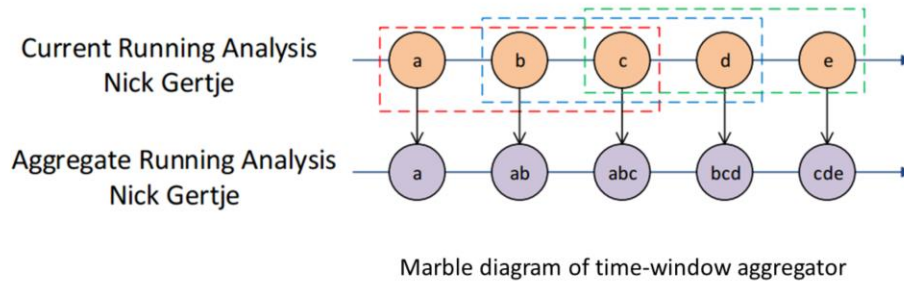 Current Running Analysis
Nick Gertje
a
b
c
d
e
Aggregate Running Analysis
Nick Gertje
a
ab
abc
bcd
cde
Marble diagram of time-window aggregator